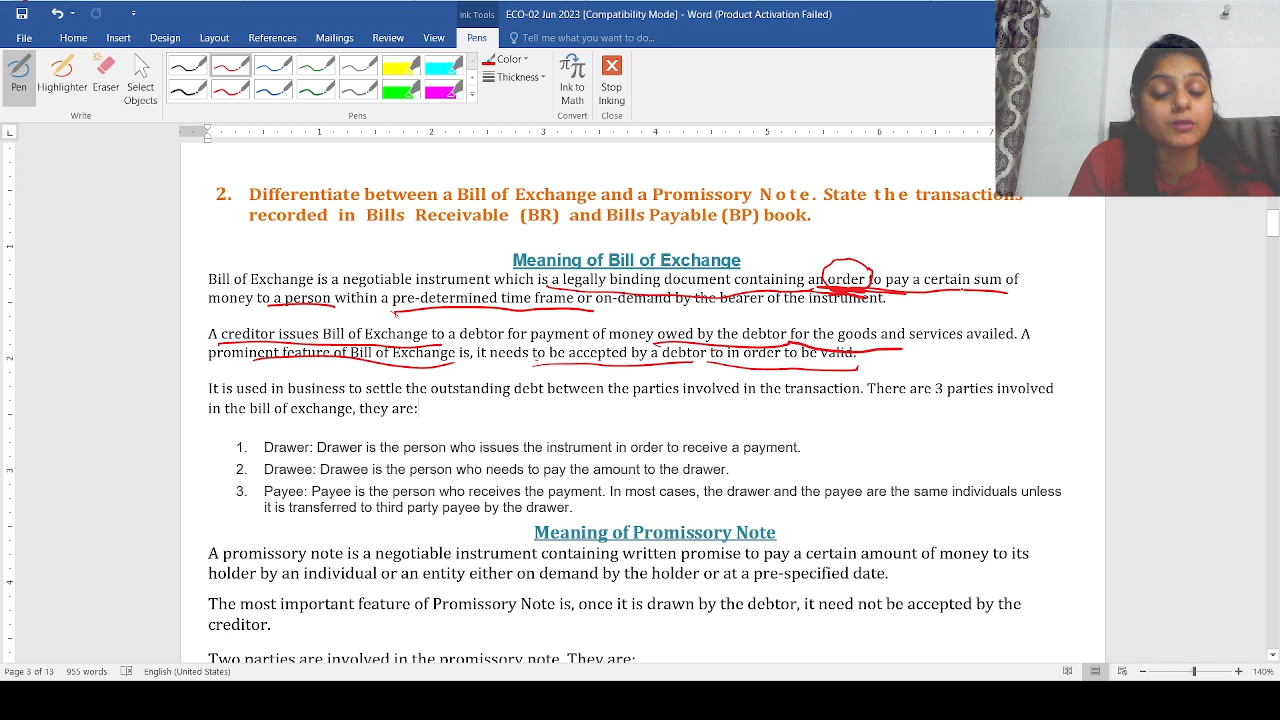 Ink Tools
ECO-02 Jun 2023 [Compatibility Mode] - Word (Product Activation Failed)
File Home Insert Design Layout References Mailings Review View Pens Tell me what you want to do...
Pen Highlighter Eraser Select Objects Color Thickness Ink to Math Stop Inking
Write Pens Convert Close
1 2 3 4 5 6 7
2. Differentiate between a Bill of Exchange and a Promissory Note. State the transactions
recorded in Bills Receivable (BR) and Bills Payable (BP) book.
Meaning of Bill of Exchange
Bill of Exchange is a negotiable instrument which is a legally binding document containing an order to pay a certain sum of
money to a person within a pre-determined time frame or on-demand by the bearer of the instrument.
A creditor issues Bill of Exchange to a debtor for payment of money owed by the debtor for the goods and services availed. A
prominent feature of Bill of Exchange is, it needs to be accepted by a debtor to in order to be valid.
It is used in business to settle the outstanding debt between the parties involved in the transaction. There are 3 parties involved
in the bill of exchange, they are:
1. Drawer: Drawer is the person who issues the instrument in order to receive a payment.
2. Drawee: Drawee is the person who needs to pay the amount to the drawer.
3. Payee: Payee is the person who receives the payment. In most cases, the drawer and the payee are the same individuals unless
it is transferred to third party payee by the drawer.
Meaning of Promissory Note
A promissory note is a negotiable instrument containing written promise to pay a certain amount of money to its
holder by an individual or an entity either on demand by the holder or at a pre-specified date.
The most important feature of Promissory Note is, once it is drawn by the debtor, it need not be accepted by the
creditor.
Two parties are involved in the promissory note. They are:
Page 3 of 13 955 words English (United States) 140%